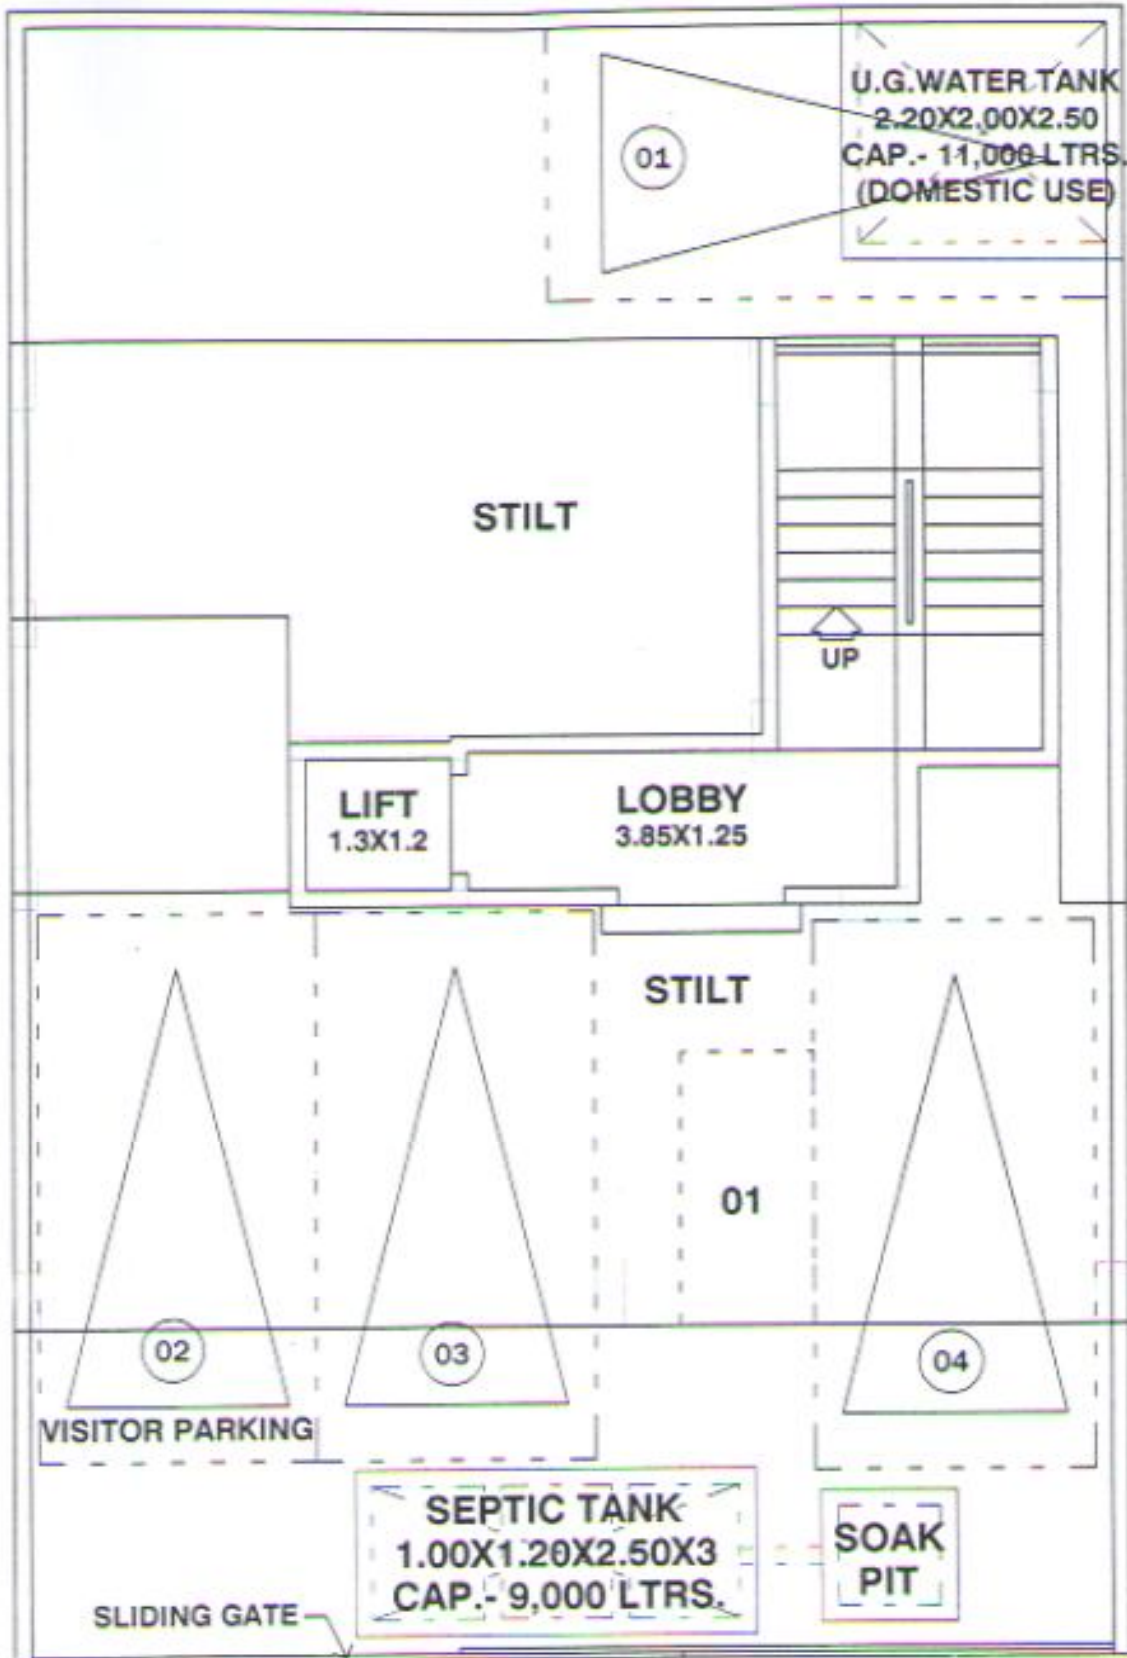 01
U.G.WATER TANK
2.20X2.00X2.50
CAP.- 11,000 LTRS.
(DOMESTIC USE)
STILT
UP
LIFT
1.3X1.2
LOBBY
3.85X1.25
STILT
01
02
03
04
VISITOR PARKING
SEPTIC TANK
1.00X1.20X2.50X3
CAP.- 9,000 LTRS.
SOAK
PIT
SLIDING GATE